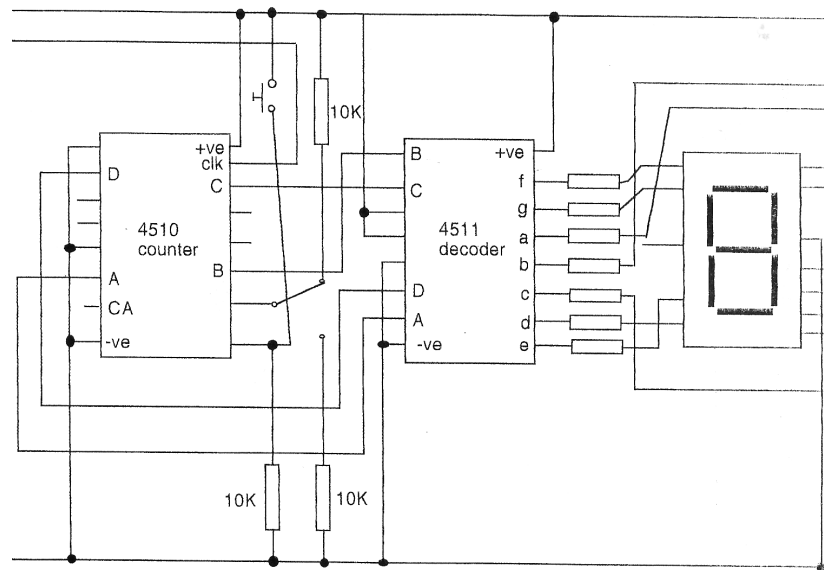 10K
+ve
clk
D
C
4510
counter
B
A
CA
-ve
10K
10K
B
+ve
C
f
g
4511
decoder
a
b
c
D
d
A
-ve
e